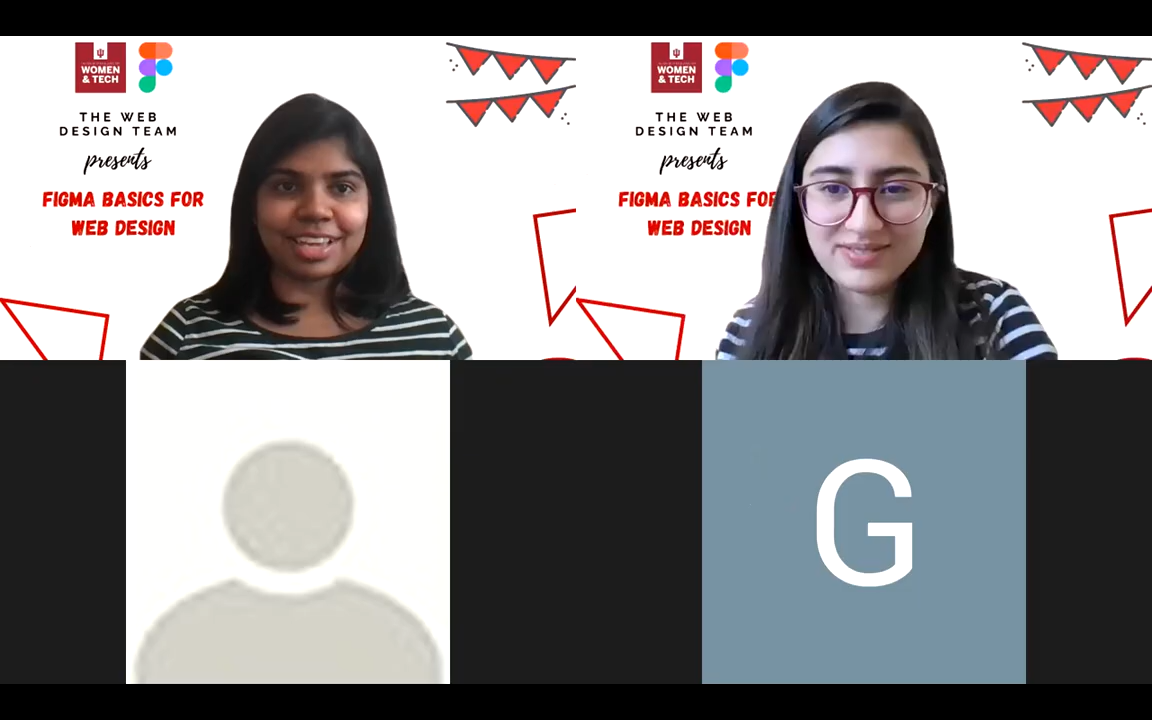 WOMEN
& TECH
THE WEB
DESIGN TEAM
presents
FIGMA BASICS FOR
WEB DESIGN
WOMEN
& TECH
THE WEB
DESIGN TEAM
presents
FIGMA BASICS FOR
WEB DESIGN
G